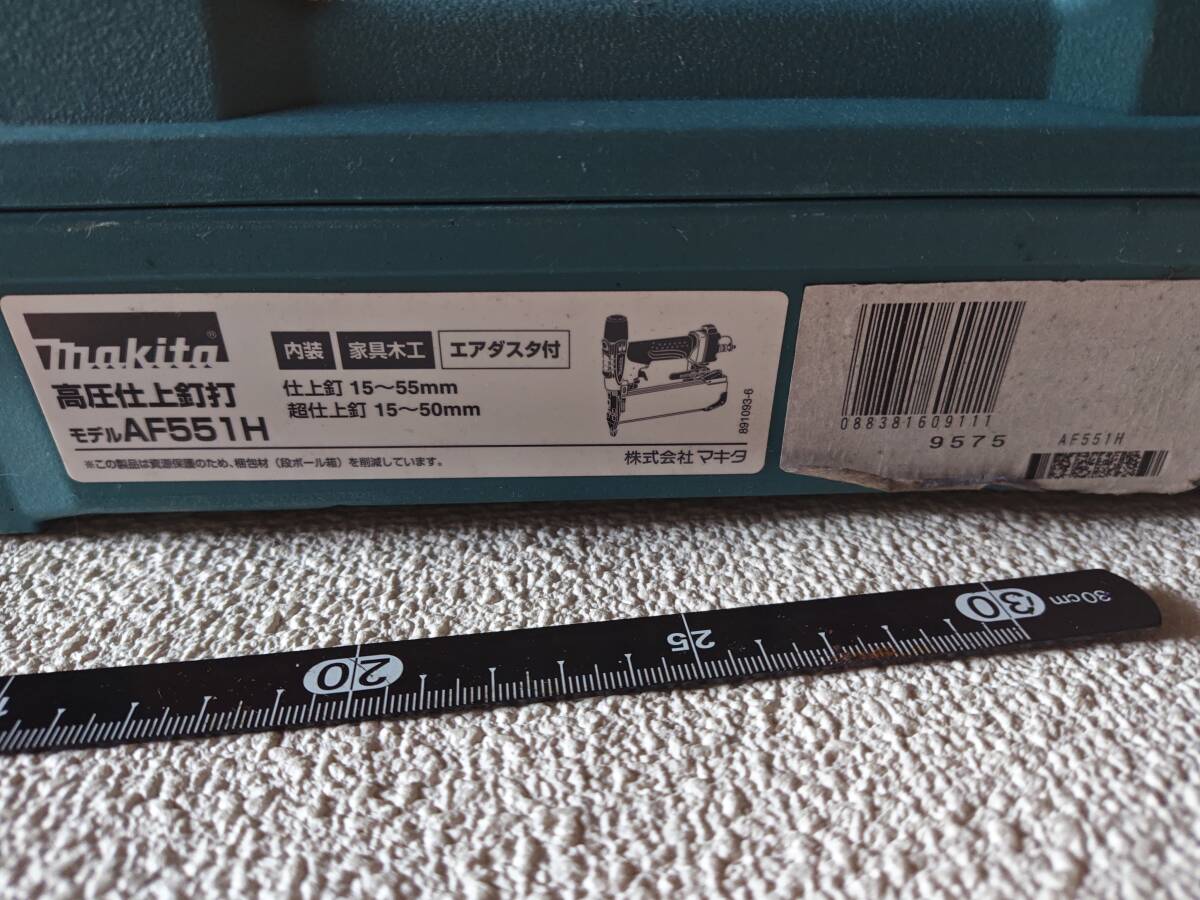 makita®
高圧仕上釘打
モデルAF551H
内装 家具木工 エアダスタ付
仕上釘 15〜55mm
超仕上釘 15〜50mm
891093-6
※この製品は資源保護のため、梱包材（段ボール箱）を削減しています。
株式会社マキタ
088381609111
9575
AF551H
20
25
30
30cm